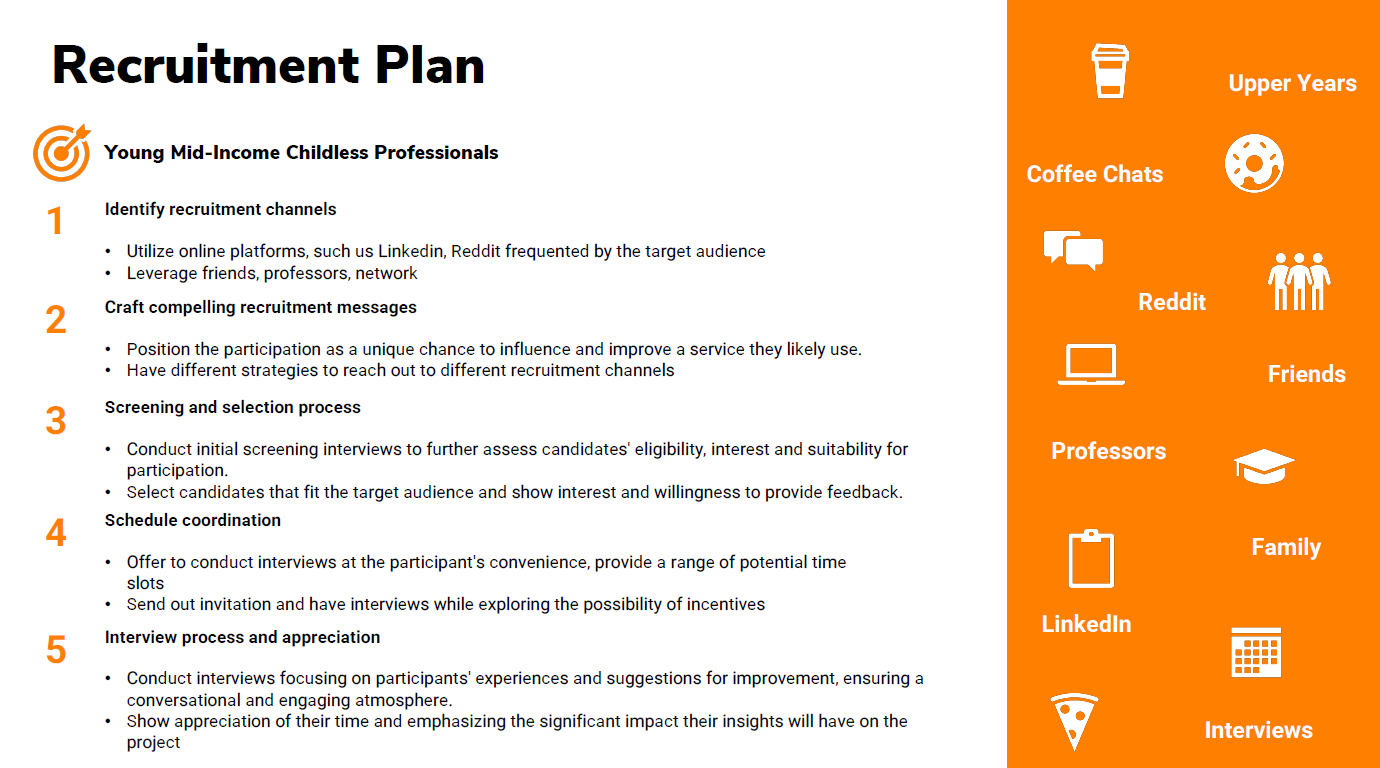 Recruitment Plan
Young Mid-Income Childless Professionals
1
Identify recruitment channels
• Utilize online platforms, such us Linkedin, Reddit frequented by the target audience
• Leverage friends, professors, network
2
Craft compelling recruitment messages
• Position the participation as a unique chance to influence and improve a service they likely use.
• Have different strategies to reach out to different recruitment channels
3
Screening and selection process
• Conduct initial screening interviews to further assess candidates' eligibility, interest and suitability for
participation.
• Select candidates that fit the target audience and show interest and willingness to provide feedback.
4
Schedule coordination
• Offer to conduct interviews at the participant's convenience, provide a range of potential time
slots
• Send out invitation and have interviews while exploring the possibility of incentives
5
Interview process and appreciation
• Conduct interviews focusing on participants' experiences and suggestions for improvement, ensuring a
conversational and engaging atmosphere.
• Show appreciation of their time and emphasizing the significant impact their insights will have on the
project
Upper Years
Coffee Chats
Reddit
Friends
Professors
Family
LinkedIn
Interviews